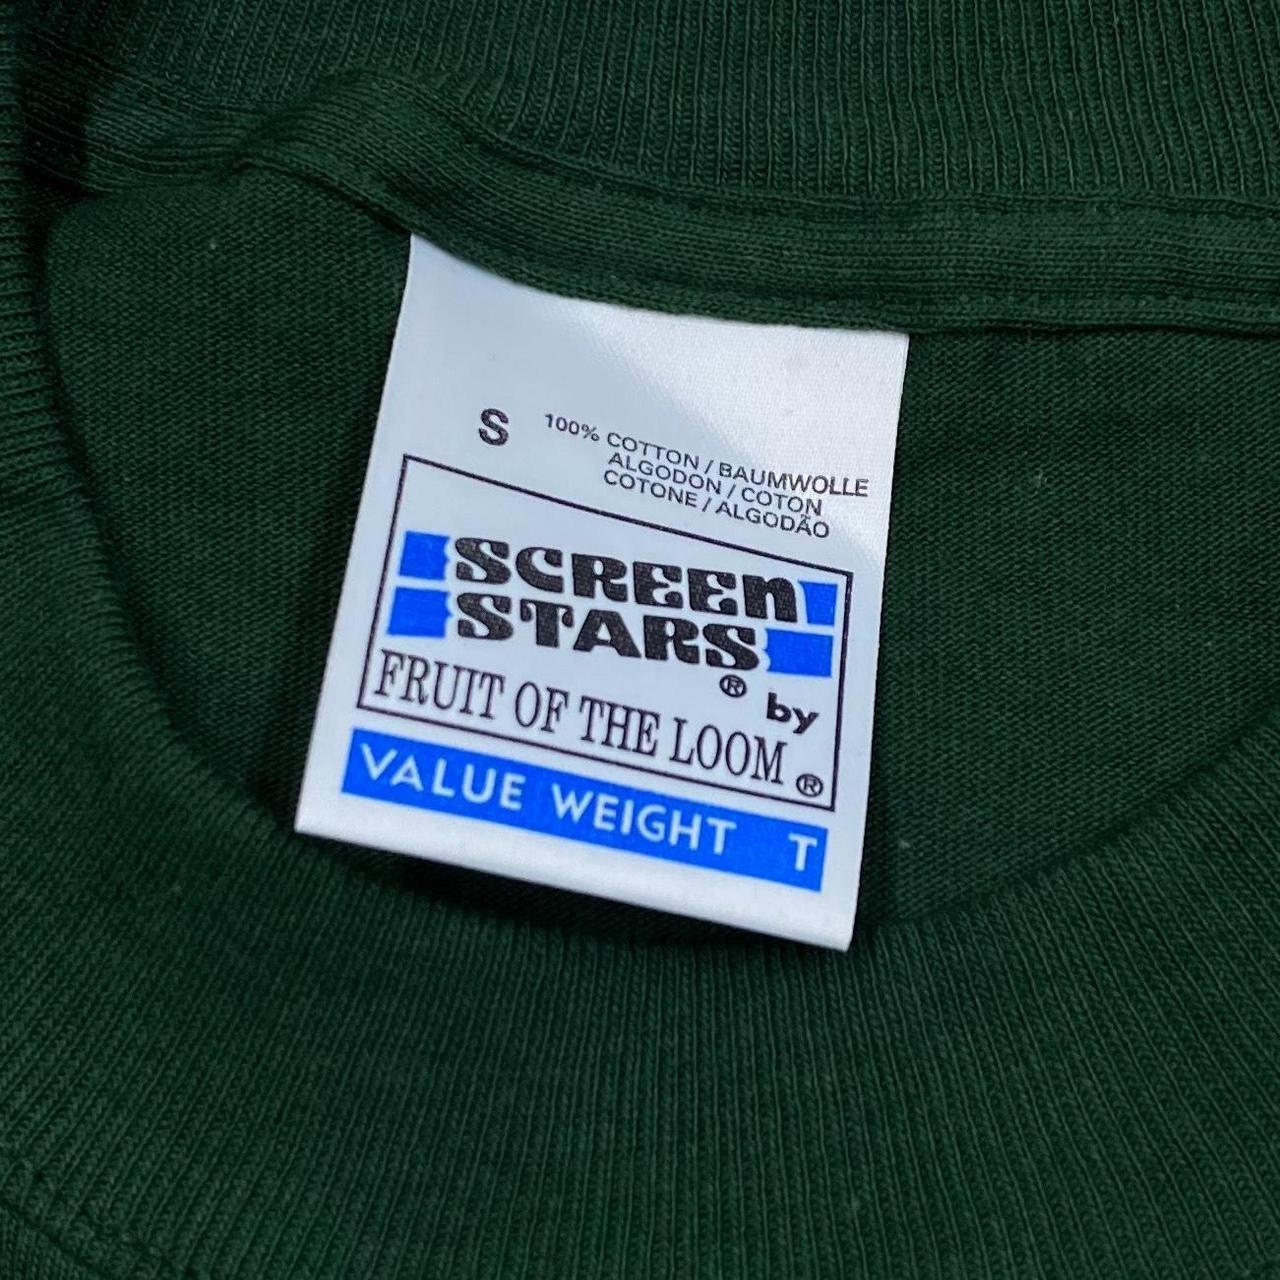 S
100% COTTON / BAUMWOLLE
ALGODON / COTON
COTONE / ALGODÃO
SCREEN
STARS
® by
FRUIT OF THE LOOM ®
VALUE WEIGHT T